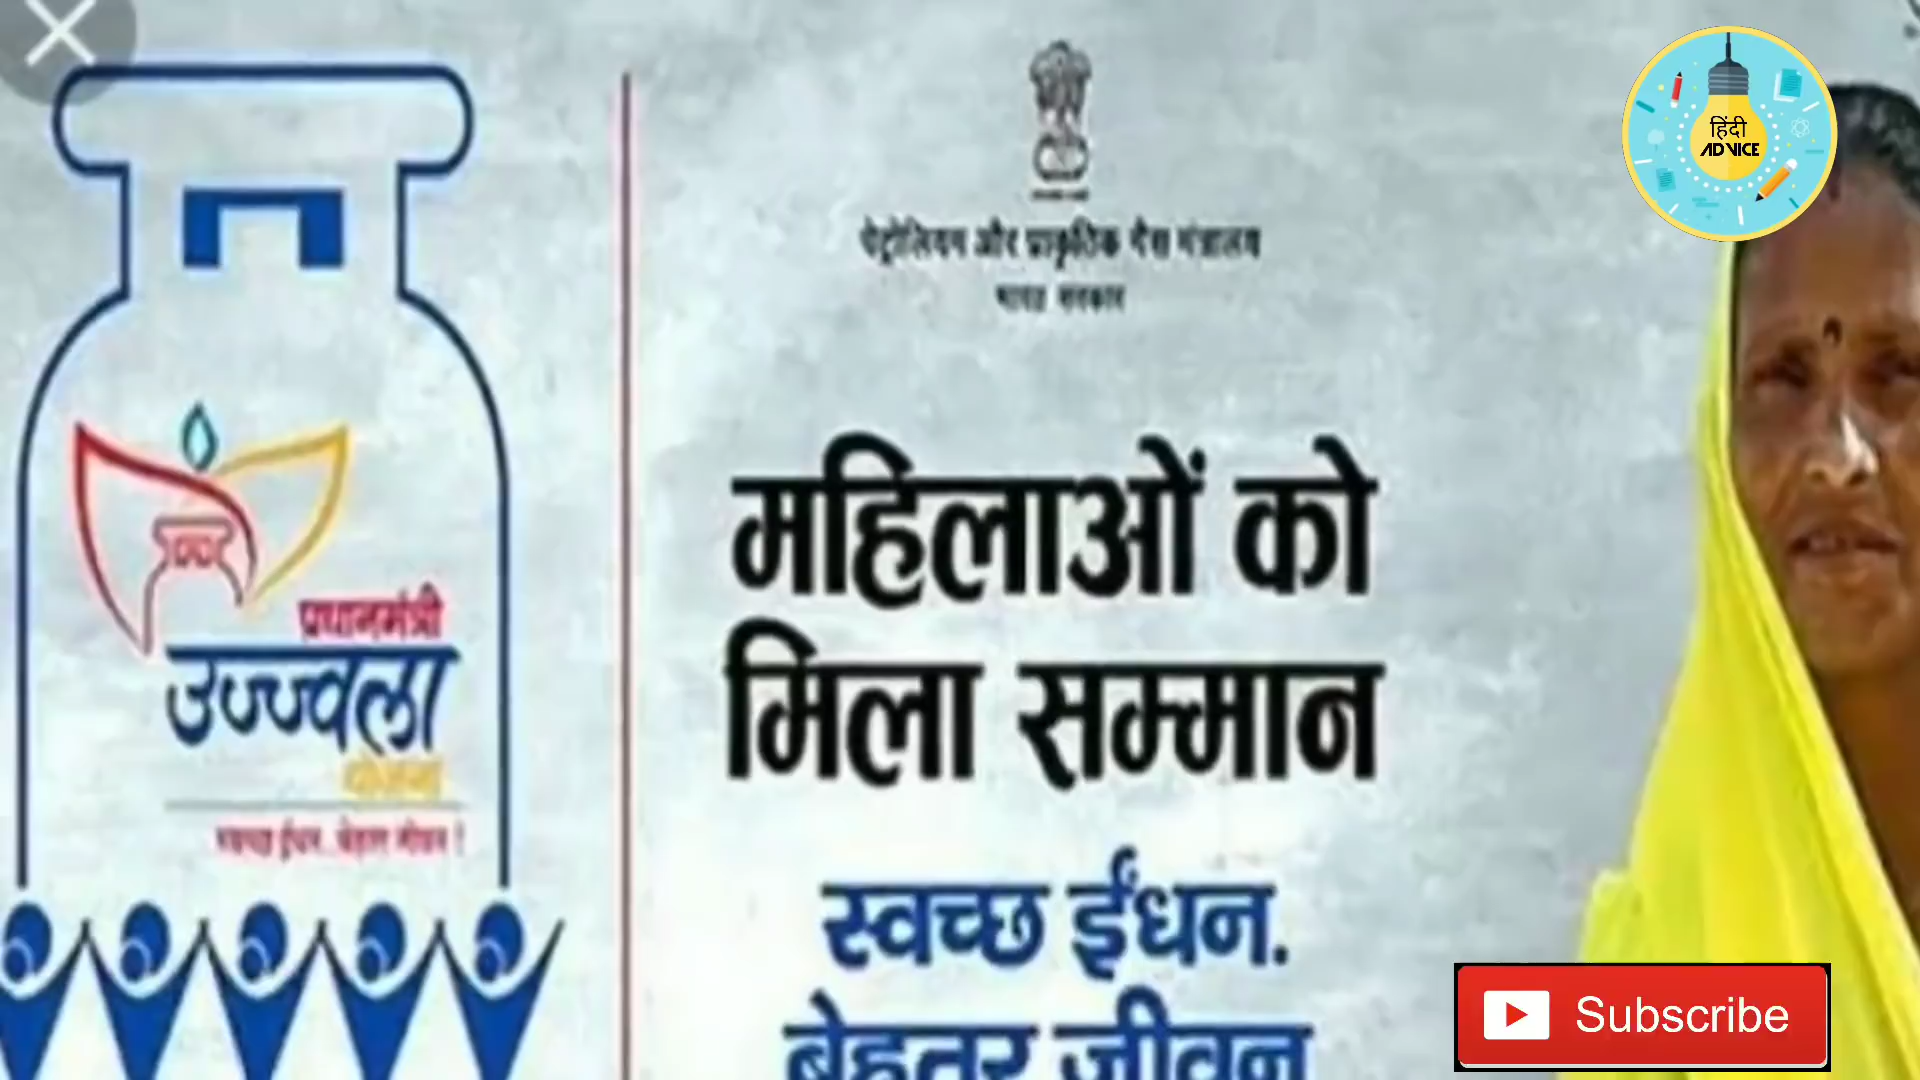 हिंदी
ADVICE
पेट्रोलियम और प्राकृतिक गैस मंत्रालय
भारत सरकार
महिलाओं को
मिला सम्मान
स्वच्छ ईंधन.
बेहतर जीवन
प्रधानमंत्री
उज्ज्वला
योजना
स्वच्छ ईंधन.. बेहतर जीवन !
Subscribe